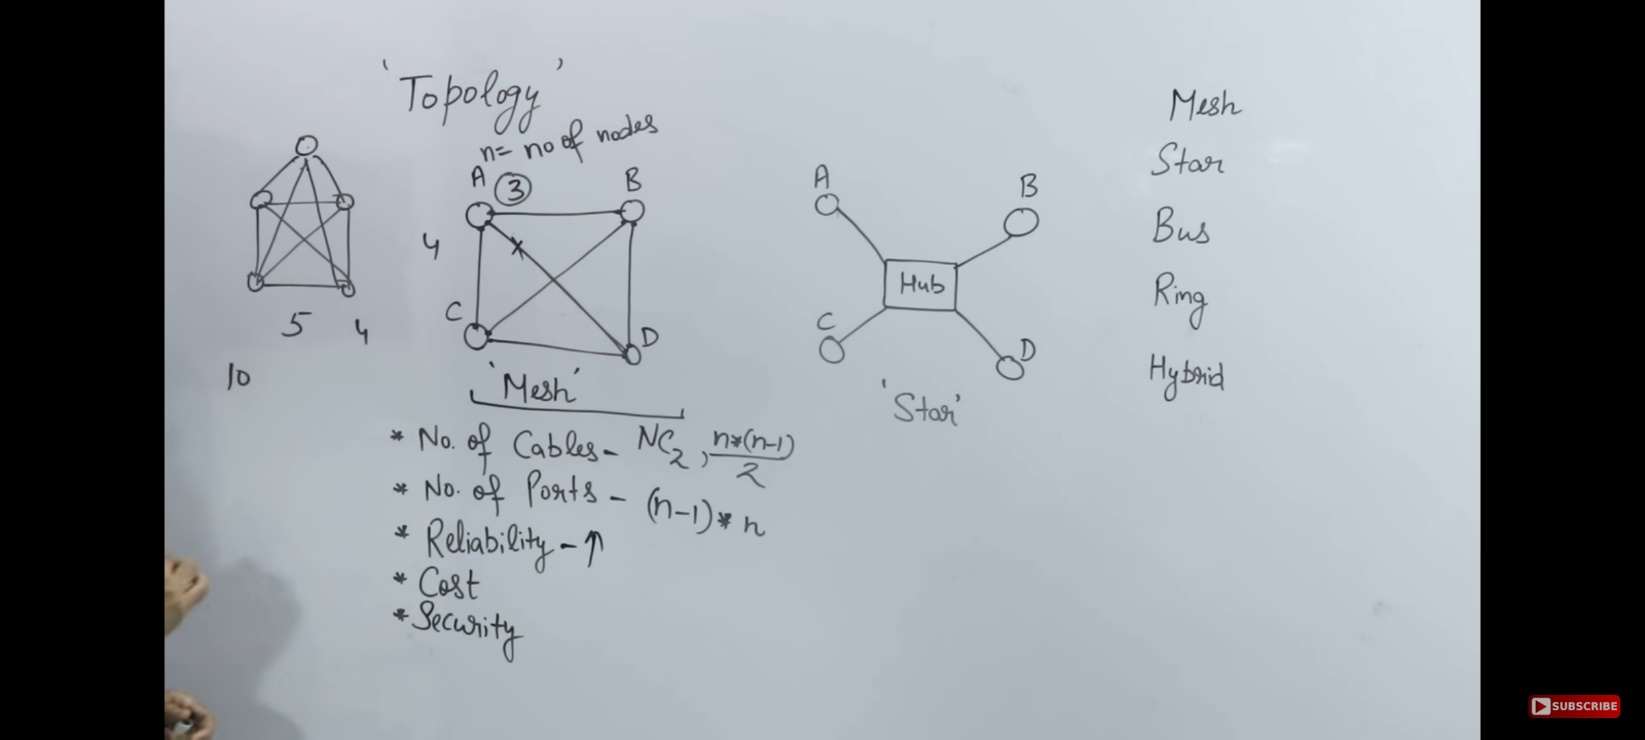 'Topology'
n= no of nodes
A 3 B
4
C D
5 4
10
'Mesh'
* No. of Cables - NC2, n*(n-1)/2
* No. of Ports - (n-1)* n
* Reliability - ↑
* Cost
* Security
A B
Hub
C D
'Star'
Mesh
Star
Bus
Ring
Hybrid
SUBSCRIBE